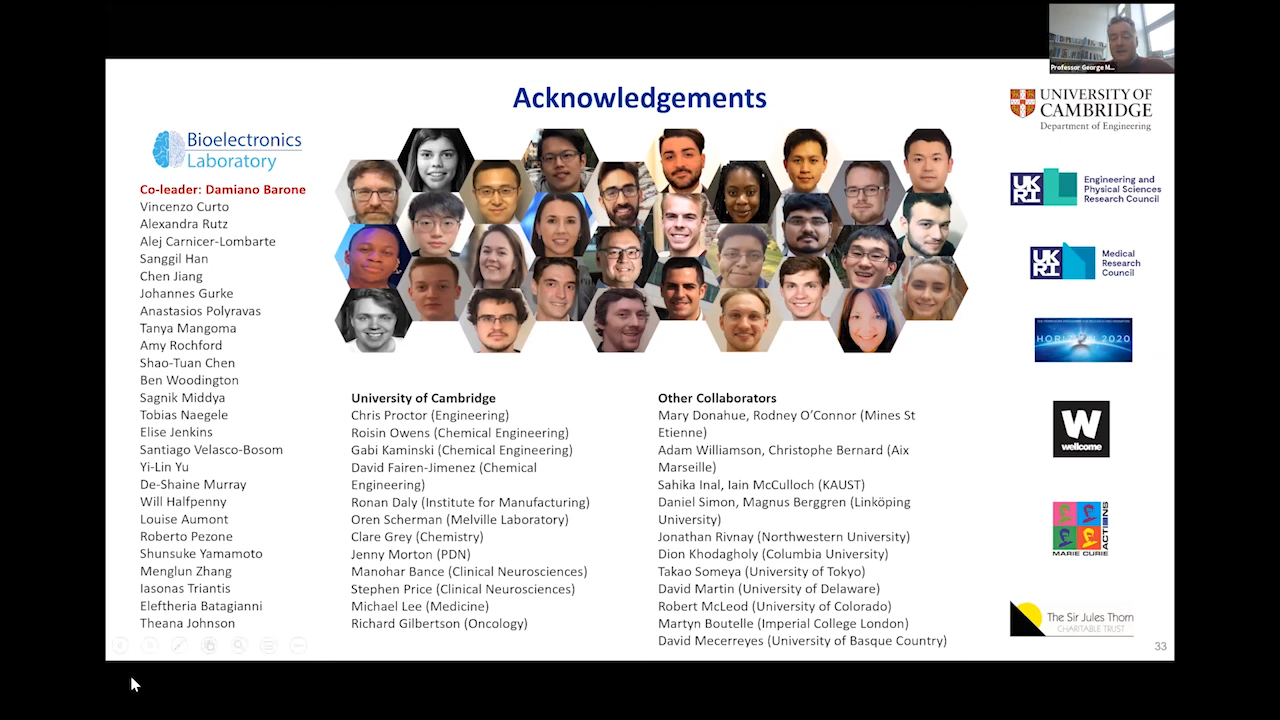 Professor George M...
Acknowledgements
Bioelectronics
Laboratory
Co-leader: Damiano Barone
Vincenzo Curto
Alexandra Rutz
Alej Carnicer-Lombarte
Sanggil Han
Chen Jiang
Johannes Gurke
Anastasios Polyravas
Tanya Mangoma
Amy Rochford
Shao-Tuan Chen
Ben Woodington
Sagnik Middya
Tobias Naegele
Elise Jenkins
Santiago Velasco-Bosom
Yi-Lin Yu
De-Shaine Murray
Will Halfpenny
Louise Aumont
Roberto Pezone
Shunsuke Yamamoto
Menglun Zhang
Iasonas Triantis
Eleftheria Batagianni
Theana Johnson
University of Cambridge
Chris Proctor (Engineering)
Roisin Owens (Chemical Engineering)
Gabi Kaminski (Chemical Engineering)
David Fairen-Jimenez (Chemical
Engineering)
Ronan Daly (Institute for Manufacturing)
Oren Scherman (Melville Laboratory)
Clare Grey (Chemistry)
Jenny Morton (PDN)
Manohar Bance (Clinical Neurosciences)
Stephen Price (Clinical Neurosciences)
Michael Lee (Medicine)
Richard Gilbertson (Oncology)
Other Collaborators
Mary Donahue, Rodney O’Connor (Mines St
Etienne)
Adam Williamson, Christophe Bernard (Aix
Marseille)
Sahika Inal, Iain McCulloch (KAUST)
Daniel Simon, Magnus Berggren (Linköping
University)
Jonathan Rivnay (Northwestern University)
Dion Khodagholy (Columbia University)
Takao Someya (University of Tokyo)
David Martin (University of Delaware)
Robert McLeod (University of Colorado)
Martyn Boutelle (Imperial College London)
David Mecerreyes (University of Basque Country)
UNIVERSITY OF
CAMBRIDGE
Department of Engineering
UK
RI
Engineering and
Physical Sciences
Research Council
UK
RI
Medical
Research
Council
HORIZON 2020
W
wellcome
MARIE CURIE
ACTIONS
The Sir Jules Thorn
CHARITABLE TRUST
33